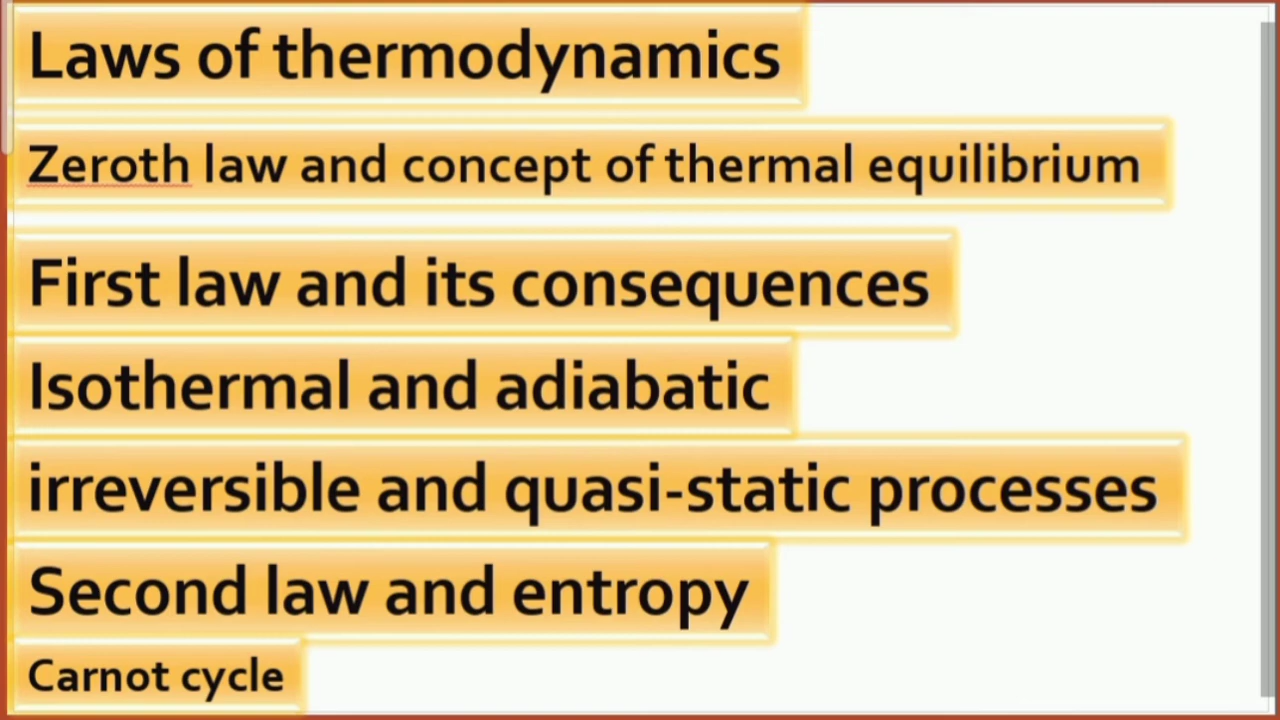 Laws of thermodynamics
Zeroth law and concept of thermal equilibrium
First law and its consequences
Isothermal and adiabatic
irreversible and quasi-static processes
Second law and entropy
Carnot cycle